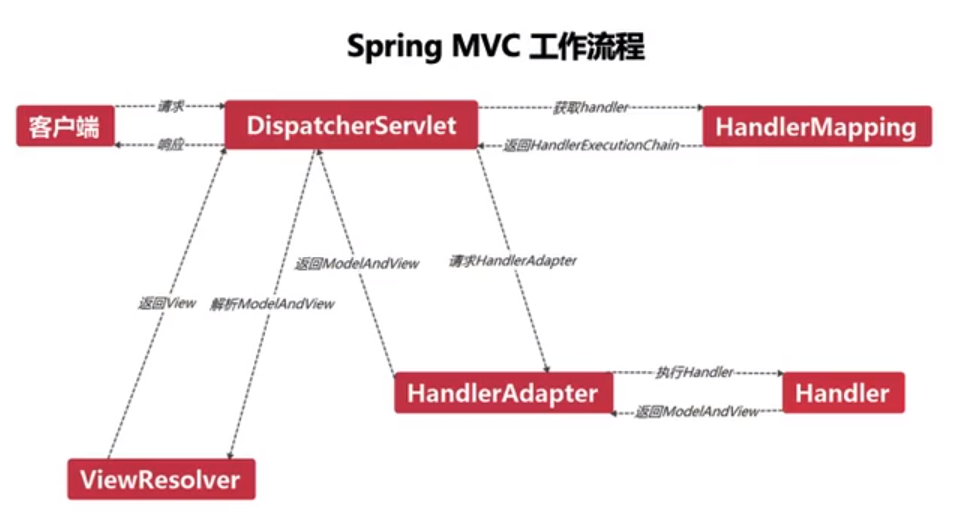 Spring MVC 工作流程
请求
获取handler
客户端
DispatcherServlet
HandlerMapping
响应
返回HandlerExecutionChain
返回ModelAndView
请求HandlerAdapter
返回View
解析ModelAndView
执行Handler
HandlerAdapter
Handler
返回ModelAndView
ViewResolver